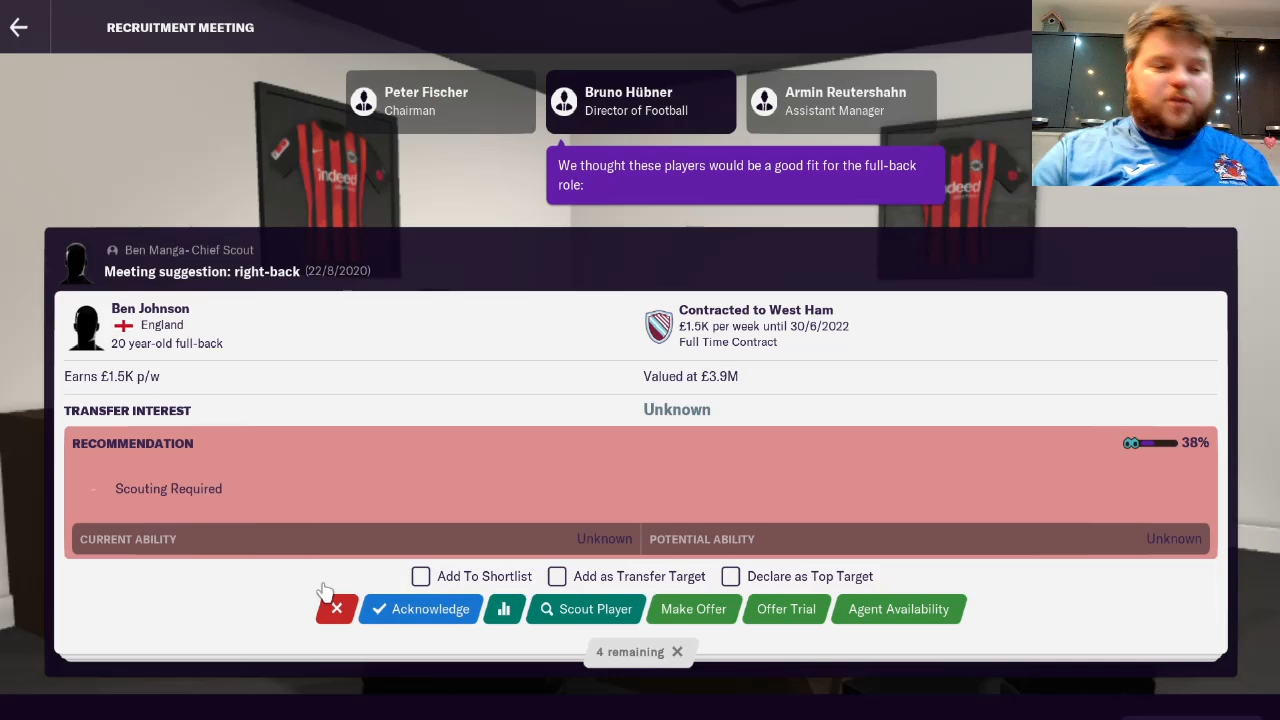 RECRUITMENT MEETING
Peter Fischer
Chairman
Bruno Hübner
Director of Football
Armin Reutershahn
Assistant Manager
We thought these players would be a good fit for the full-back
role:
indeed
Ben Manga- Chief Scout
Meeting suggestion: right-back (22/8/2020)
Ben Johnson
England
20 year-old full-back
Contracted to West Ham
£1.5K per week until 30/6/2022
Full Time Contract
Earns £1.5K p/w
Valued at £3.9M
TRANSFER INTEREST
Unknown
RECOMMENDATION
38%
- Scouting Required
CURRENT ABILITY
Unknown
POTENTIAL ABILITY
Unknown
Add To Shortlist
Add as Transfer Target
Declare as Top Target
Acknowledge
Scout Player
Make Offer
Offer Trial
Agent Availability
4 remaining